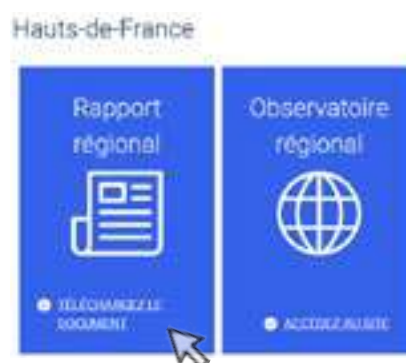 Hauts-de-France
Rapport
régional
TÉLÉCHARGEZ LE
DOCUMENT
Observatoire
régional
ACCÉDEZ AU SITE